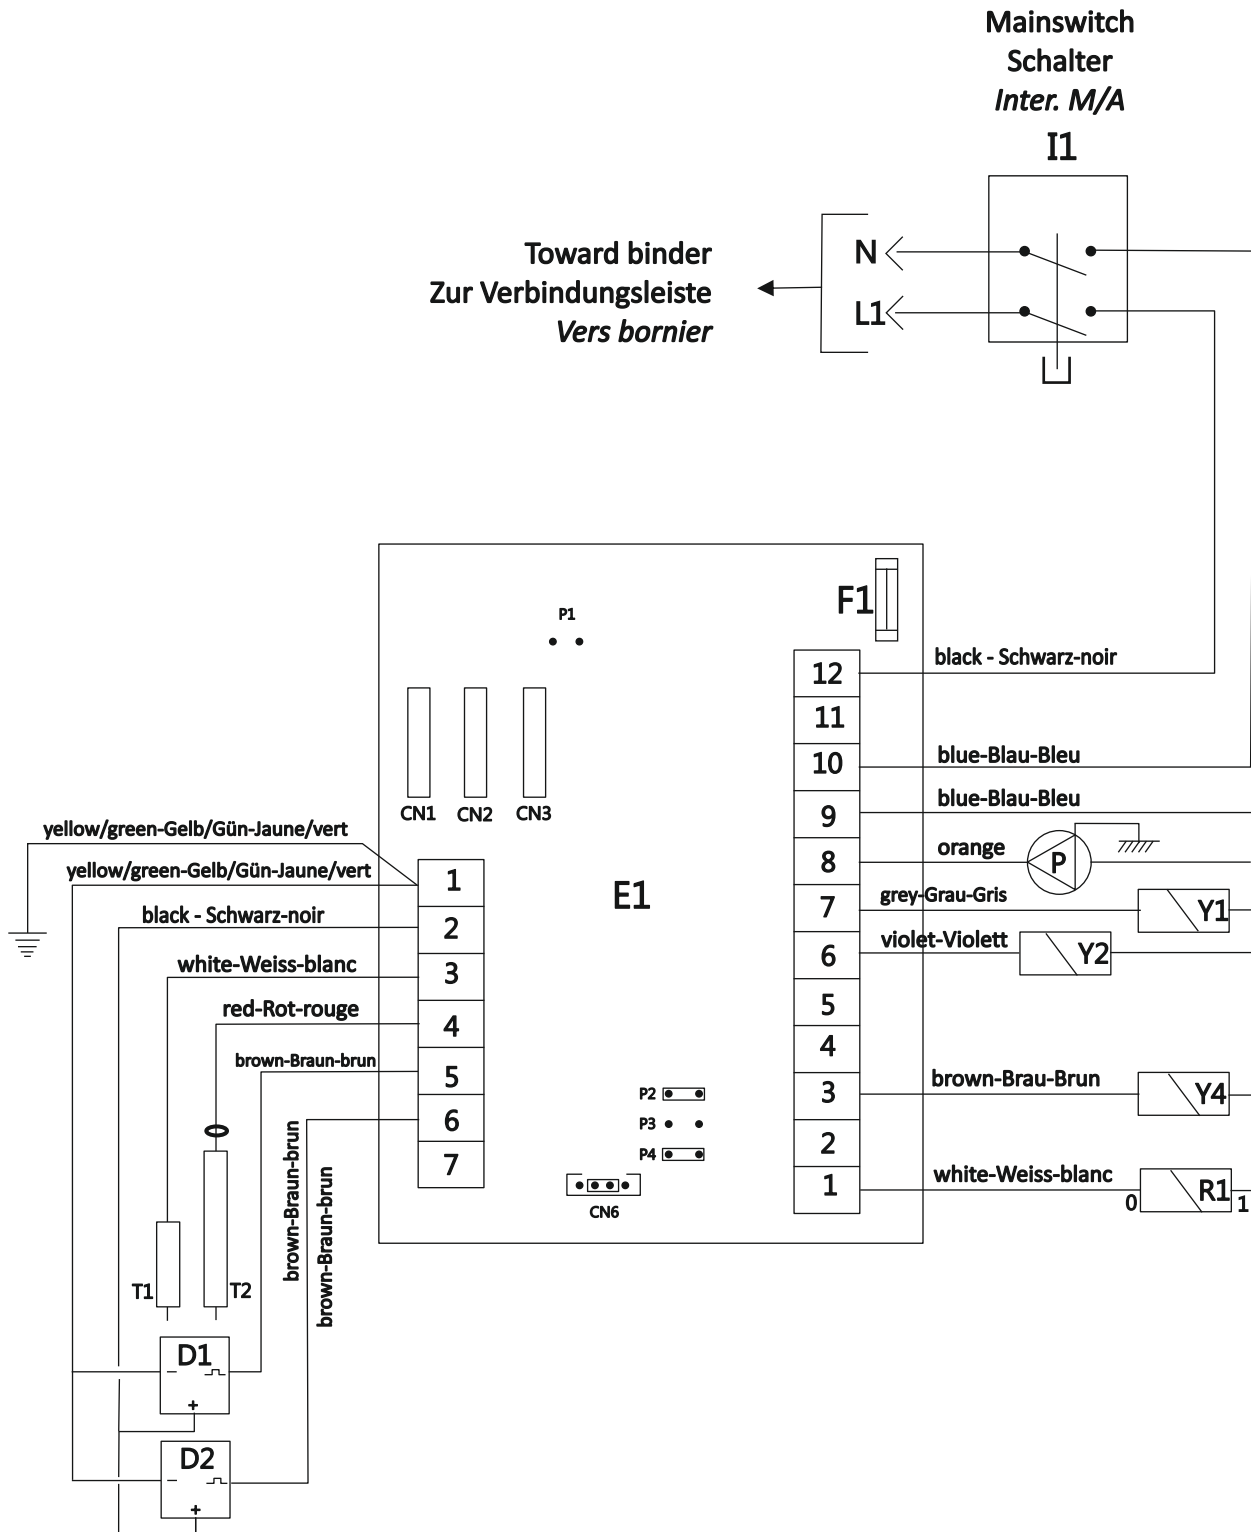 Mainswitch
Schalter
Inter. M/A
I1
Toward binder
Zur Verbindungsleiste
Vers bornier
N
L1
F1
P1
CN1
CN2
CN3
E1
12
11
10
9
8
7
6
5
4
3
2
1
black - Schwarz-noir
blue-Blau-Bleu
blue-Blau-Bleu
orange
P
grey-Grau-Gris
Y1
violet-Violett
Y2
brown-Brau-Brun
Y4
white-Weiss-blanc
0
R1
1
yellow/green-Gelb/Gün-Jaune/vert
yellow/green-Gelb/Gün-Jaune/vert
black - Schwarz-noir
white-Weiss-blanc
red-Rot-rouge
brown-Braun-brun
1
2
3
4
5
6
7
P2
P3
P4
CN6
brown-Braun-brun
brown-Braun-brun
T1
T2
D1
-
+
D2
-
+